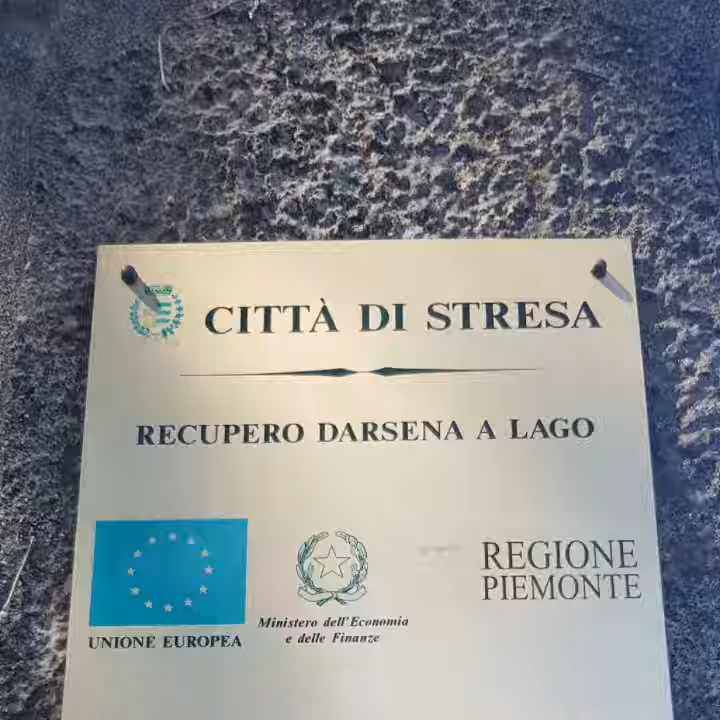 CITTÀ DI STRESA
RECUPERO DARSENA A LAGO
UNIONE EUROPEA
Ministero dell'Economia
e delle Finanze
REGIONE
PIEMONTE